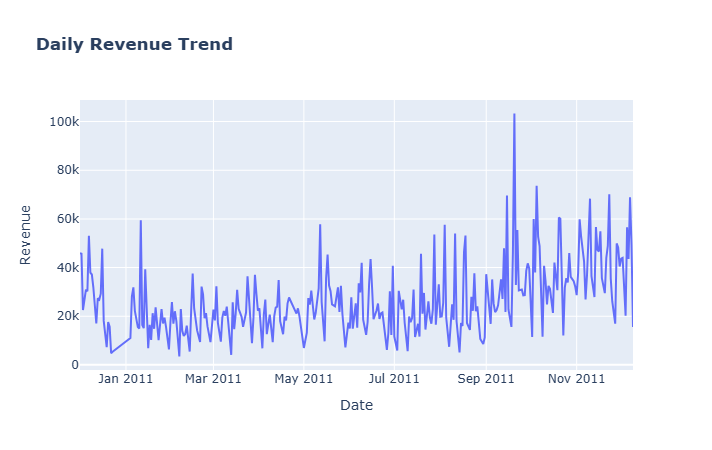 Daily Revenue Trend
100k
80k
60k
40k
20k
0
Revenue
Jan 2011
Mar 2011
May 2011
Jul 2011
Sep 2011
Nov 2011
Date